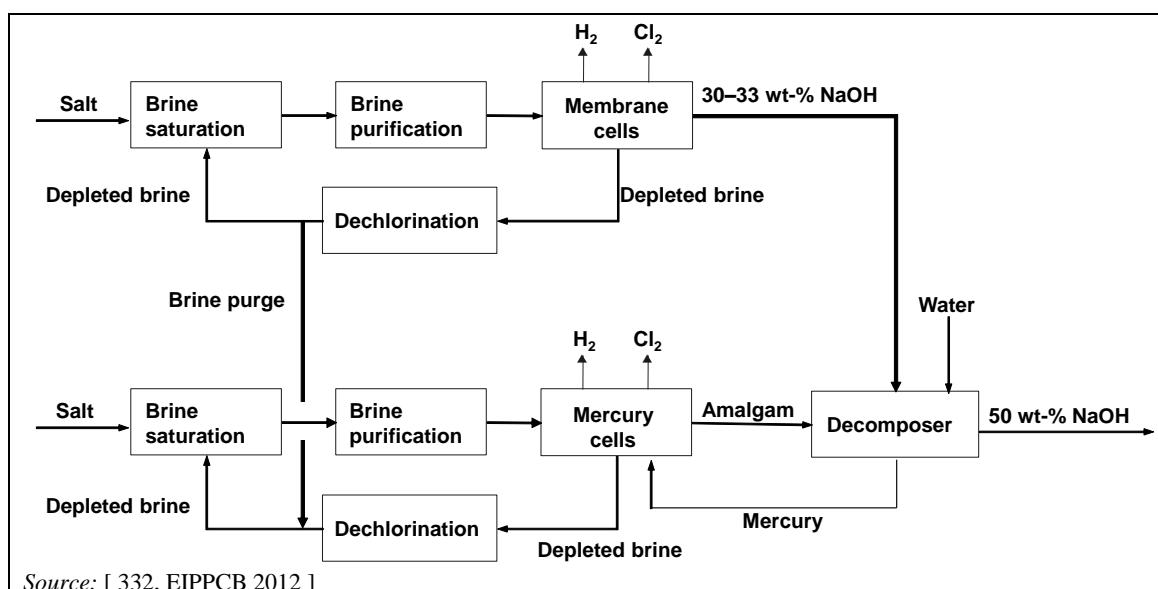 H₂ Cl₂
Salt
Brine
saturation
Brine
purification
Membrane
cells
30–33 wt-% NaOH
Depleted brine
Dechlorination
Depleted brine
Brine purge
Water
H₂ Cl₂
Salt
Brine
saturation
Brine
purification
Mercury
cells
Amalgam
Decomposer
50 wt-% NaOH
Depleted brine
Dechlorination
Depleted brine
Mercury
Source: [ 332, EIPPCB 2012 ]